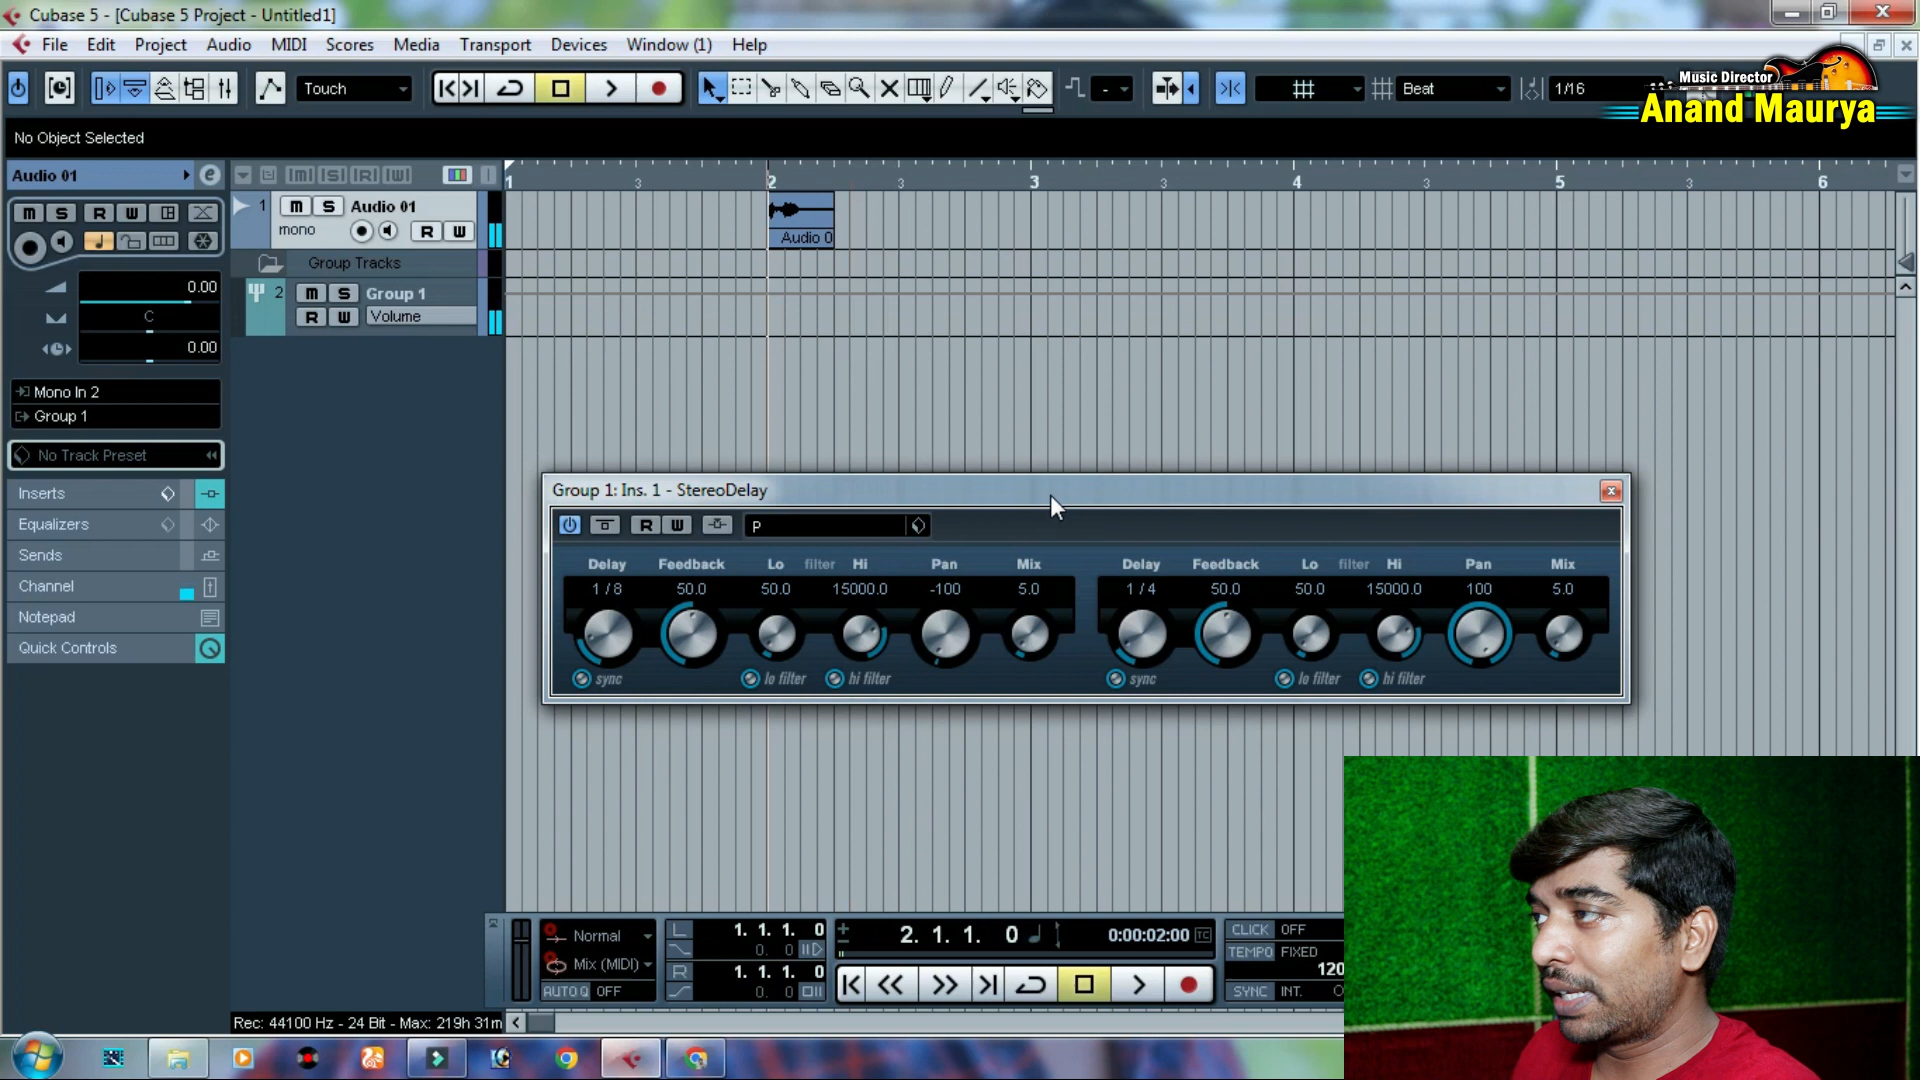 Cubase 5 - [Cubase 5 Project - Untitled1]
File Edit Project Audio MIDI Scores Media Transport Devices Window (1) Help
Touch
Beat
1/16
Music Director
Anand Maurya
No Object Selected
Audio 01
M S R W
0.00
C
0.00
Mono In 2
Group 1
No Track Preset
Inserts
Equalizers
Sends
Channel
Notepad
Quick Controls
M S R W
1 M S Audio 01
mono R W
Group Tracks
2 M S Group 1
R W Volume
1 3 2 3 3 3 4 3 5 3 6
Audio 0
Group 1: Ins. 1 - StereoDelay
R W P
Delay Feedback Lo filter Hi Pan Mix
1 / 8 50.0 50.0 15000.0 -100 5.0
sync lo filter hi filter
Delay Feedback Lo filter Hi Pan Mix
1 / 4 50.0 50.0 15000.0 100 5.0
sync lo filter hi filter
Normal
Mix (MIDI)
AUTO Q OFF
L 1. 1. 1. 0
0. 0
R 1. 1. 1. 0
0. 0
2. 1. 1. 0
0:00:02:00 TC
CLICK OFF
TEMPO FIXED
120
SYNC INT.
Rec: 44100 Hz - 24 Bit - Max: 219h 31m